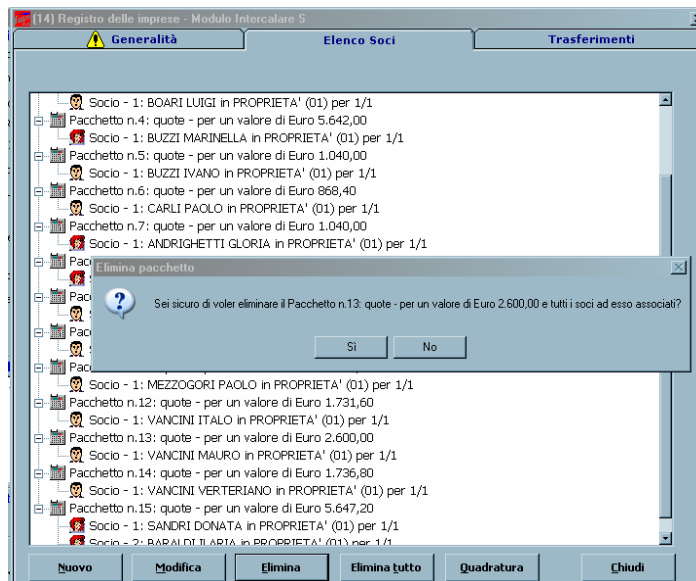 (14) Registro delle imprese - Modulo Intercalare S
Generalità
Elenco Soci
Trasferimenti
Socio - 1: BOARI LUIGI in PROPRIETA' (01) per 1/1
Pacchetto n.4: quote - per un valore di Euro 5.642,00
Socio - 1: BUZZI MARINELLA in PROPRIETA' (01) per 1/1
Pacchetto n.5: quote - per un valore di Euro 1.040,00
Socio - 1: BUZZI IVANO in PROPRIETA' (01) per 1/1
Pacchetto n.6: quote - per un valore di Euro 868,40
Socio - 1: CARLI PAOLO in PROPRIETA' (01) per 1/1
Pacchetto n.7: quote - per un valore di Euro 1.040,00
Socio - 1: ANDRIGHETTI GLORIA in PROPRIETA' (01) per 1/1
Elimina pacchetto
Sei sicuro di voler eliminare il Pacchetto n.13: quote - per un valore di Euro 2.600,00 e tutti i soci ad esso associati?
Sì
No
Socio - 1: MEZZOGORI PAOLO in PROPRIETA' (01) per 1/1
Pacchetto n.12: quote - per un valore di Euro 1.731,60
Socio - 1: VANCINI ITALO in PROPRIETA' (01) per 1/1
Pacchetto n.13: quote - per un valore di Euro 2.600,00
Socio - 1: VANCINI MAURO in PROPRIETA' (01) per 1/1
Pacchetto n.14: quote - per un valore di Euro 1.736,80
Socio - 1: VANCINI VERTERIANO in PROPRIETA' (01) per 1/1
Pacchetto n.15: quote - per un valore di Euro 5.647,20
Socio - 1: SANDRI DONATA in PROPRIETA' (01) per 1/1
Socio - 2: BARALDI ILARIA in PROPRIETA' (01) per 1/1
Nuovo
Modifica
Elimina
Elimina tutto
Quadratura
Chiudi